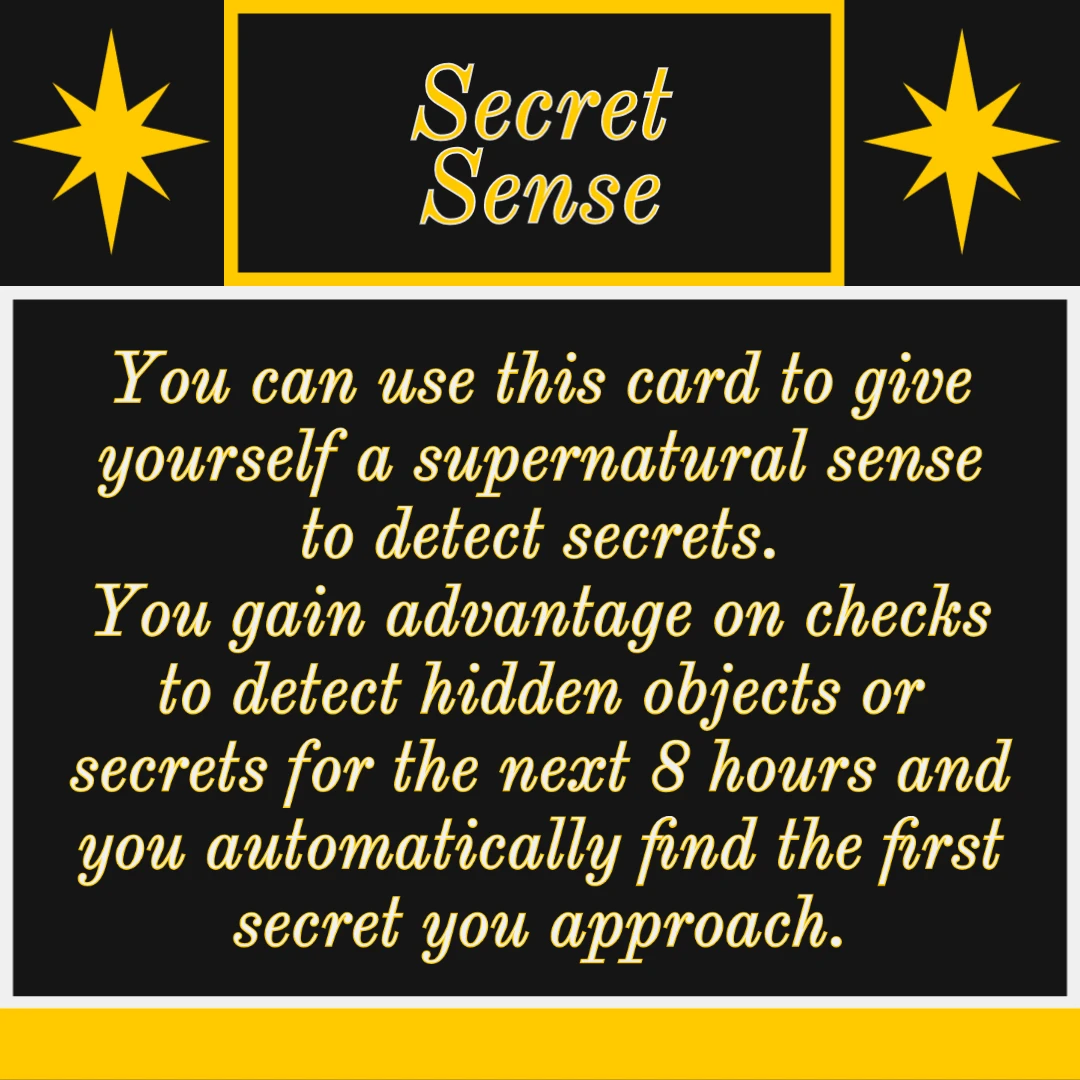 Secret
Sense
You can use this card to give
yourself a supernatural sense
to detect secrets.
You gain advantage on checks
to detect hidden objects or
secrets for the next 8 hours and
you automatically find the first
secret you approach.